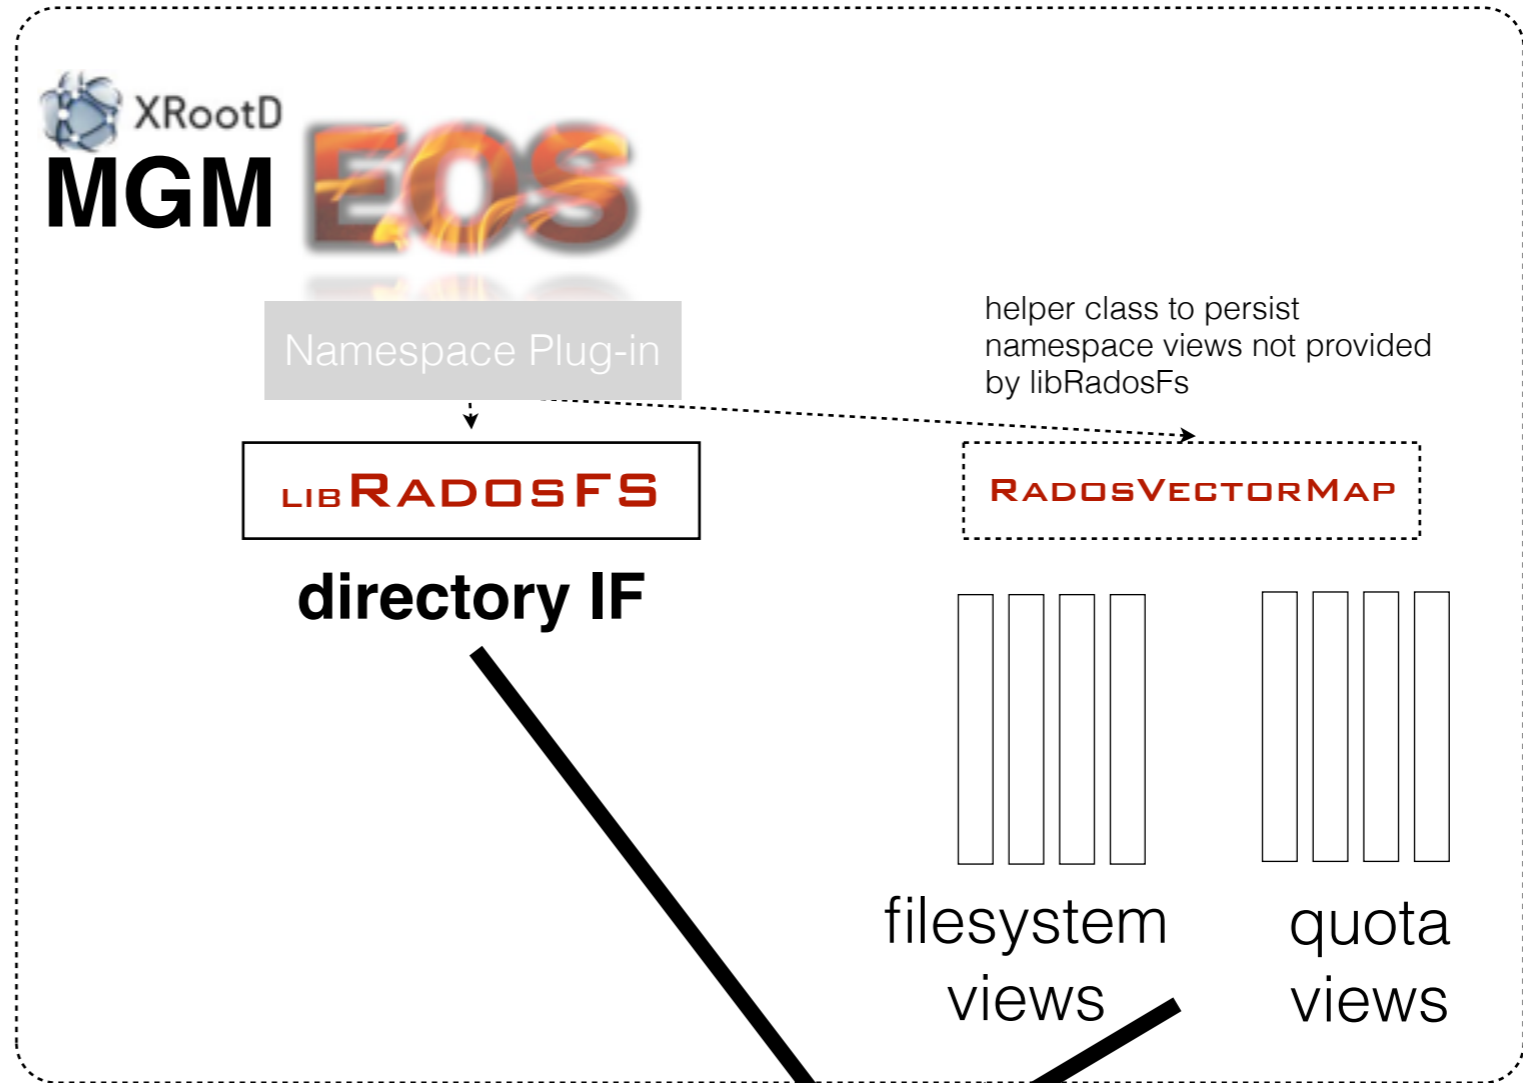 XRootD
MGM EOS
Namespace Plug-in
helper class to persist
namespace views not provided
by libRadosFs
LIBRADOSFS
RADOSVECTORMAP
directory IF
filesystem
views
quota
views